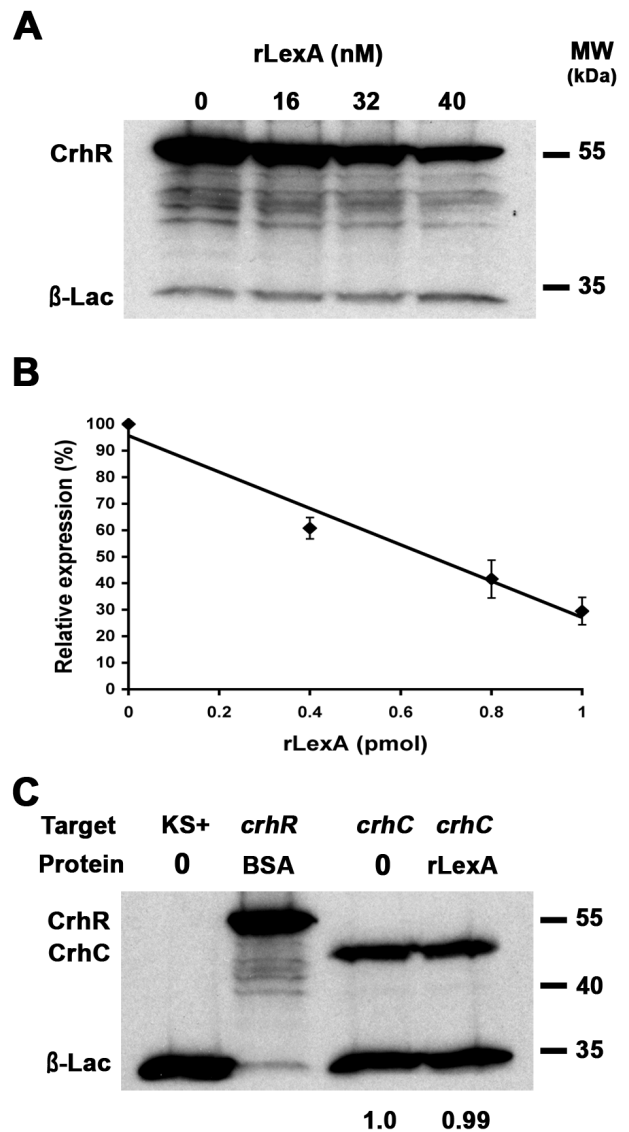 A
rLexA (nM)
MW
(kDa)
0 16 32 40
CrhR
55
ß-Lac
35
B
Relative expression (%)
100
90
80
70
60
50
40
30
20
10
0
0 0.2 0.4 0.6 0.8 1
rLexA (pmol)
C
Target KS+ crhR crhC crhC
Protein 0 BSA 0 rLexA
CrhR
55
CrhC
40
ß-Lac
35
1.0 0.99